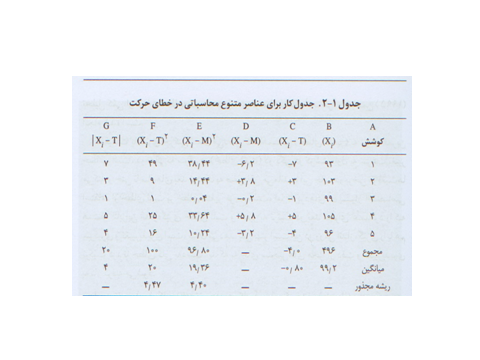 جدول ۱-۲. جدول کار برای عناصر متنوع محاسباتی در خطای حرکت
A B C D E F G
کوشش (Xᵢ) (Xᵢ - T) (Xᵢ - M) (Xᵢ - M)² (Xᵢ - T)² |Xᵢ - T|
۱ ۹۳ -۷ -۶٫۲ ۳۸٫۴۴ ۴۹ ۷
۲ ۱۰۳ +۳ +۳٫۸ ۱۴٫۴۴ ۹ ۳
۳ ۹۹ -۱ -۰٫۲ ۰٫۰۴ ۱ ۱
۴ ۱۰۵ +۵ +۵٫۸ ۳۳٫۶۴ ۲۵ ۵
۵ ۹۶ -۴ -۳٫۲ ۱۰٫۲۴ ۱۶ ۴
مجموع ۴۹۶ -۴٫۰ — ۹۶٫۸۰ ۱۰۰ ۲۰
میانگین ۹۹٫۲ -۰٫۸۰ — ۱۹٫۳۶ ۲۰ ۴
ریشه مجذور — — — ۴٫۴۰ ۴٫۴۷ —